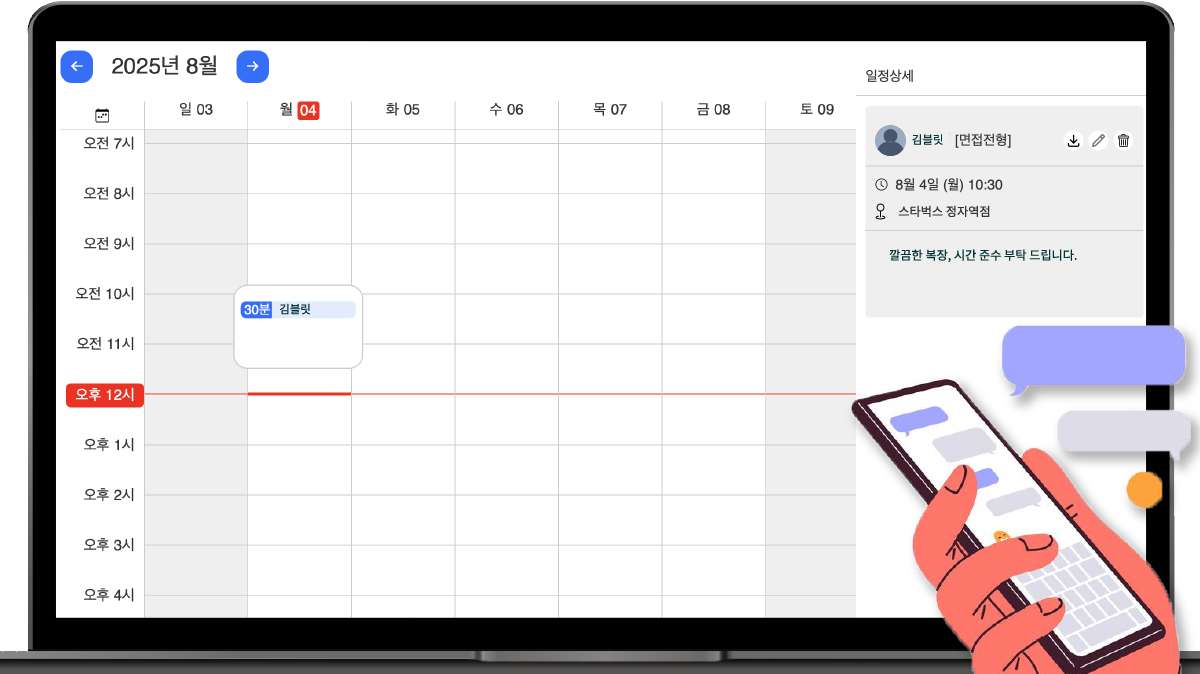 2025년 8월
일 03
월 04
화 05
수 06
목 07
금 08
토 09
오전 7시
오전 8시
오전 9시
오전 10시
오전 11시
오후 12시
오후 1시
오후 2시
오후 3시
오후 4시
30분 김블릿
일정상세
김블릿 [면접전형]
8월 4일 (월) 10:30
스타벅스 정자역점
깔끔한 복장, 시간 준수 부탁 드립니다.